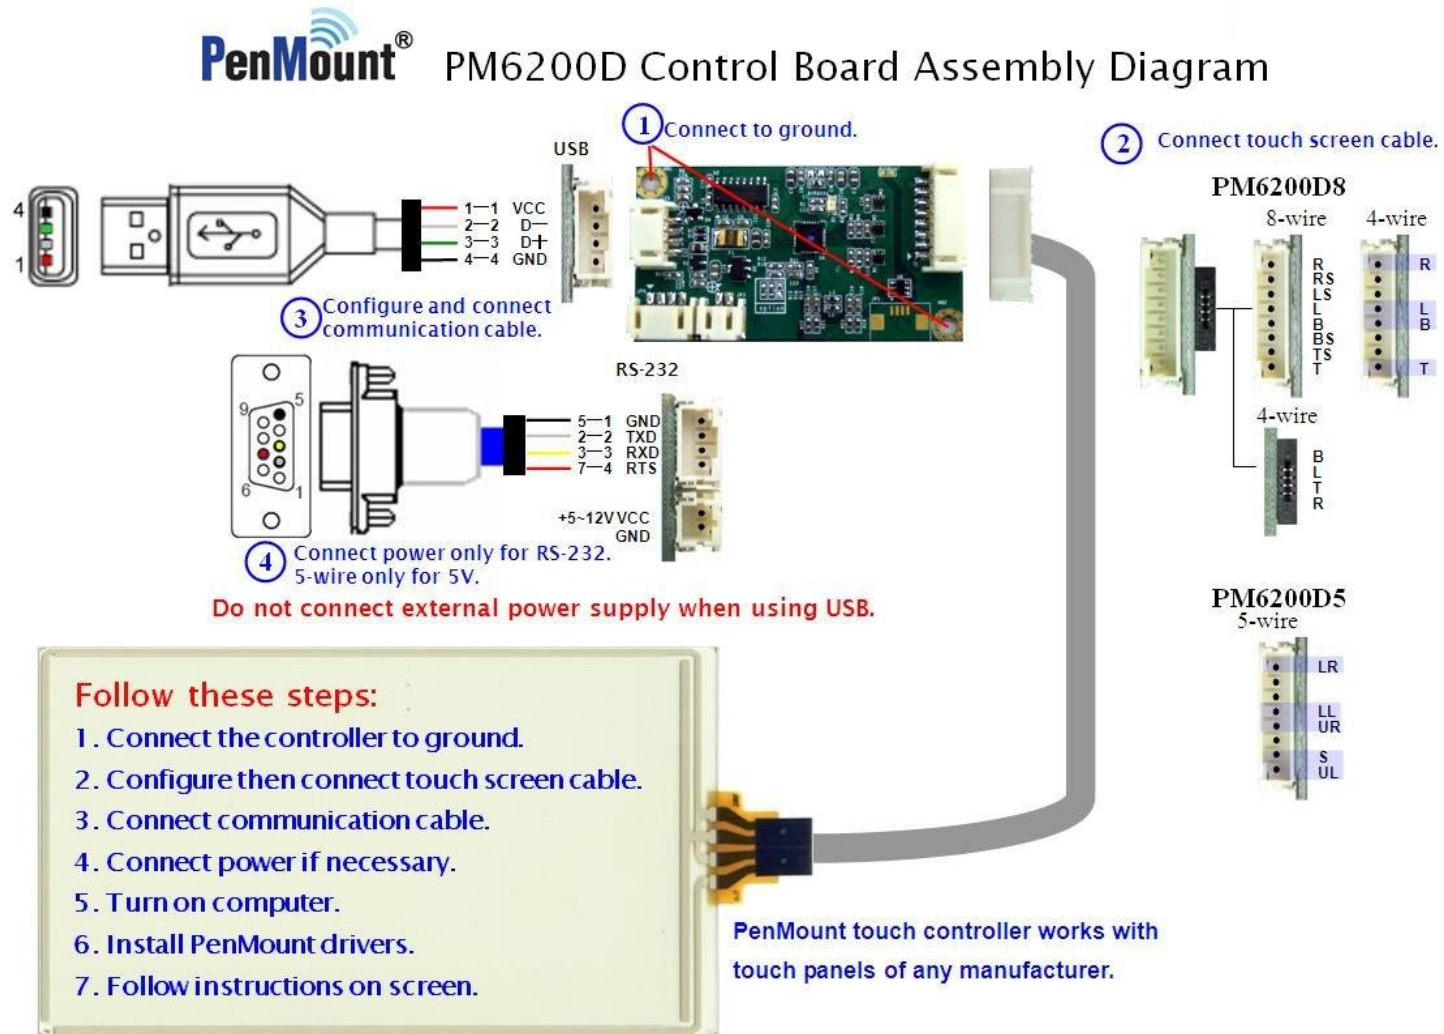 PenMount®
PM6200D Control Board Assembly Diagram
1 Connect to ground.
2 Connect touch screen cable.
USB
4
1
1—1 VCC
2—2 D—
3—3 D+
4—4 GND
3 Configure and connect
communication cable.
PM6200D8
8-wire
4-wire
R
RS
LS
L
B
BS
TS
T
R
L
B
T
4-wire
B
L
T
R
RS-232
9
5
6
1
5—1 GND
2—2 TXD
3—3 RXD
7—4 RTS
+5~12V VCC
GND
4 Connect power only for RS-232.
5-wire only for 5V.
Do not connect external power supply when using USB.
PM6200D5
5-wire
LR
LL
UR
S
UL
Follow these steps:
1. Connect the controller to ground.
2. Configure then connect touch screen cable.
3. Connect communication cable.
4. Connect power if necessary.
5. Turn on computer.
6. Install PenMount drivers.
7. Follow instructions on screen.
PenMount touch controller works with
touch panels of any manufacturer.